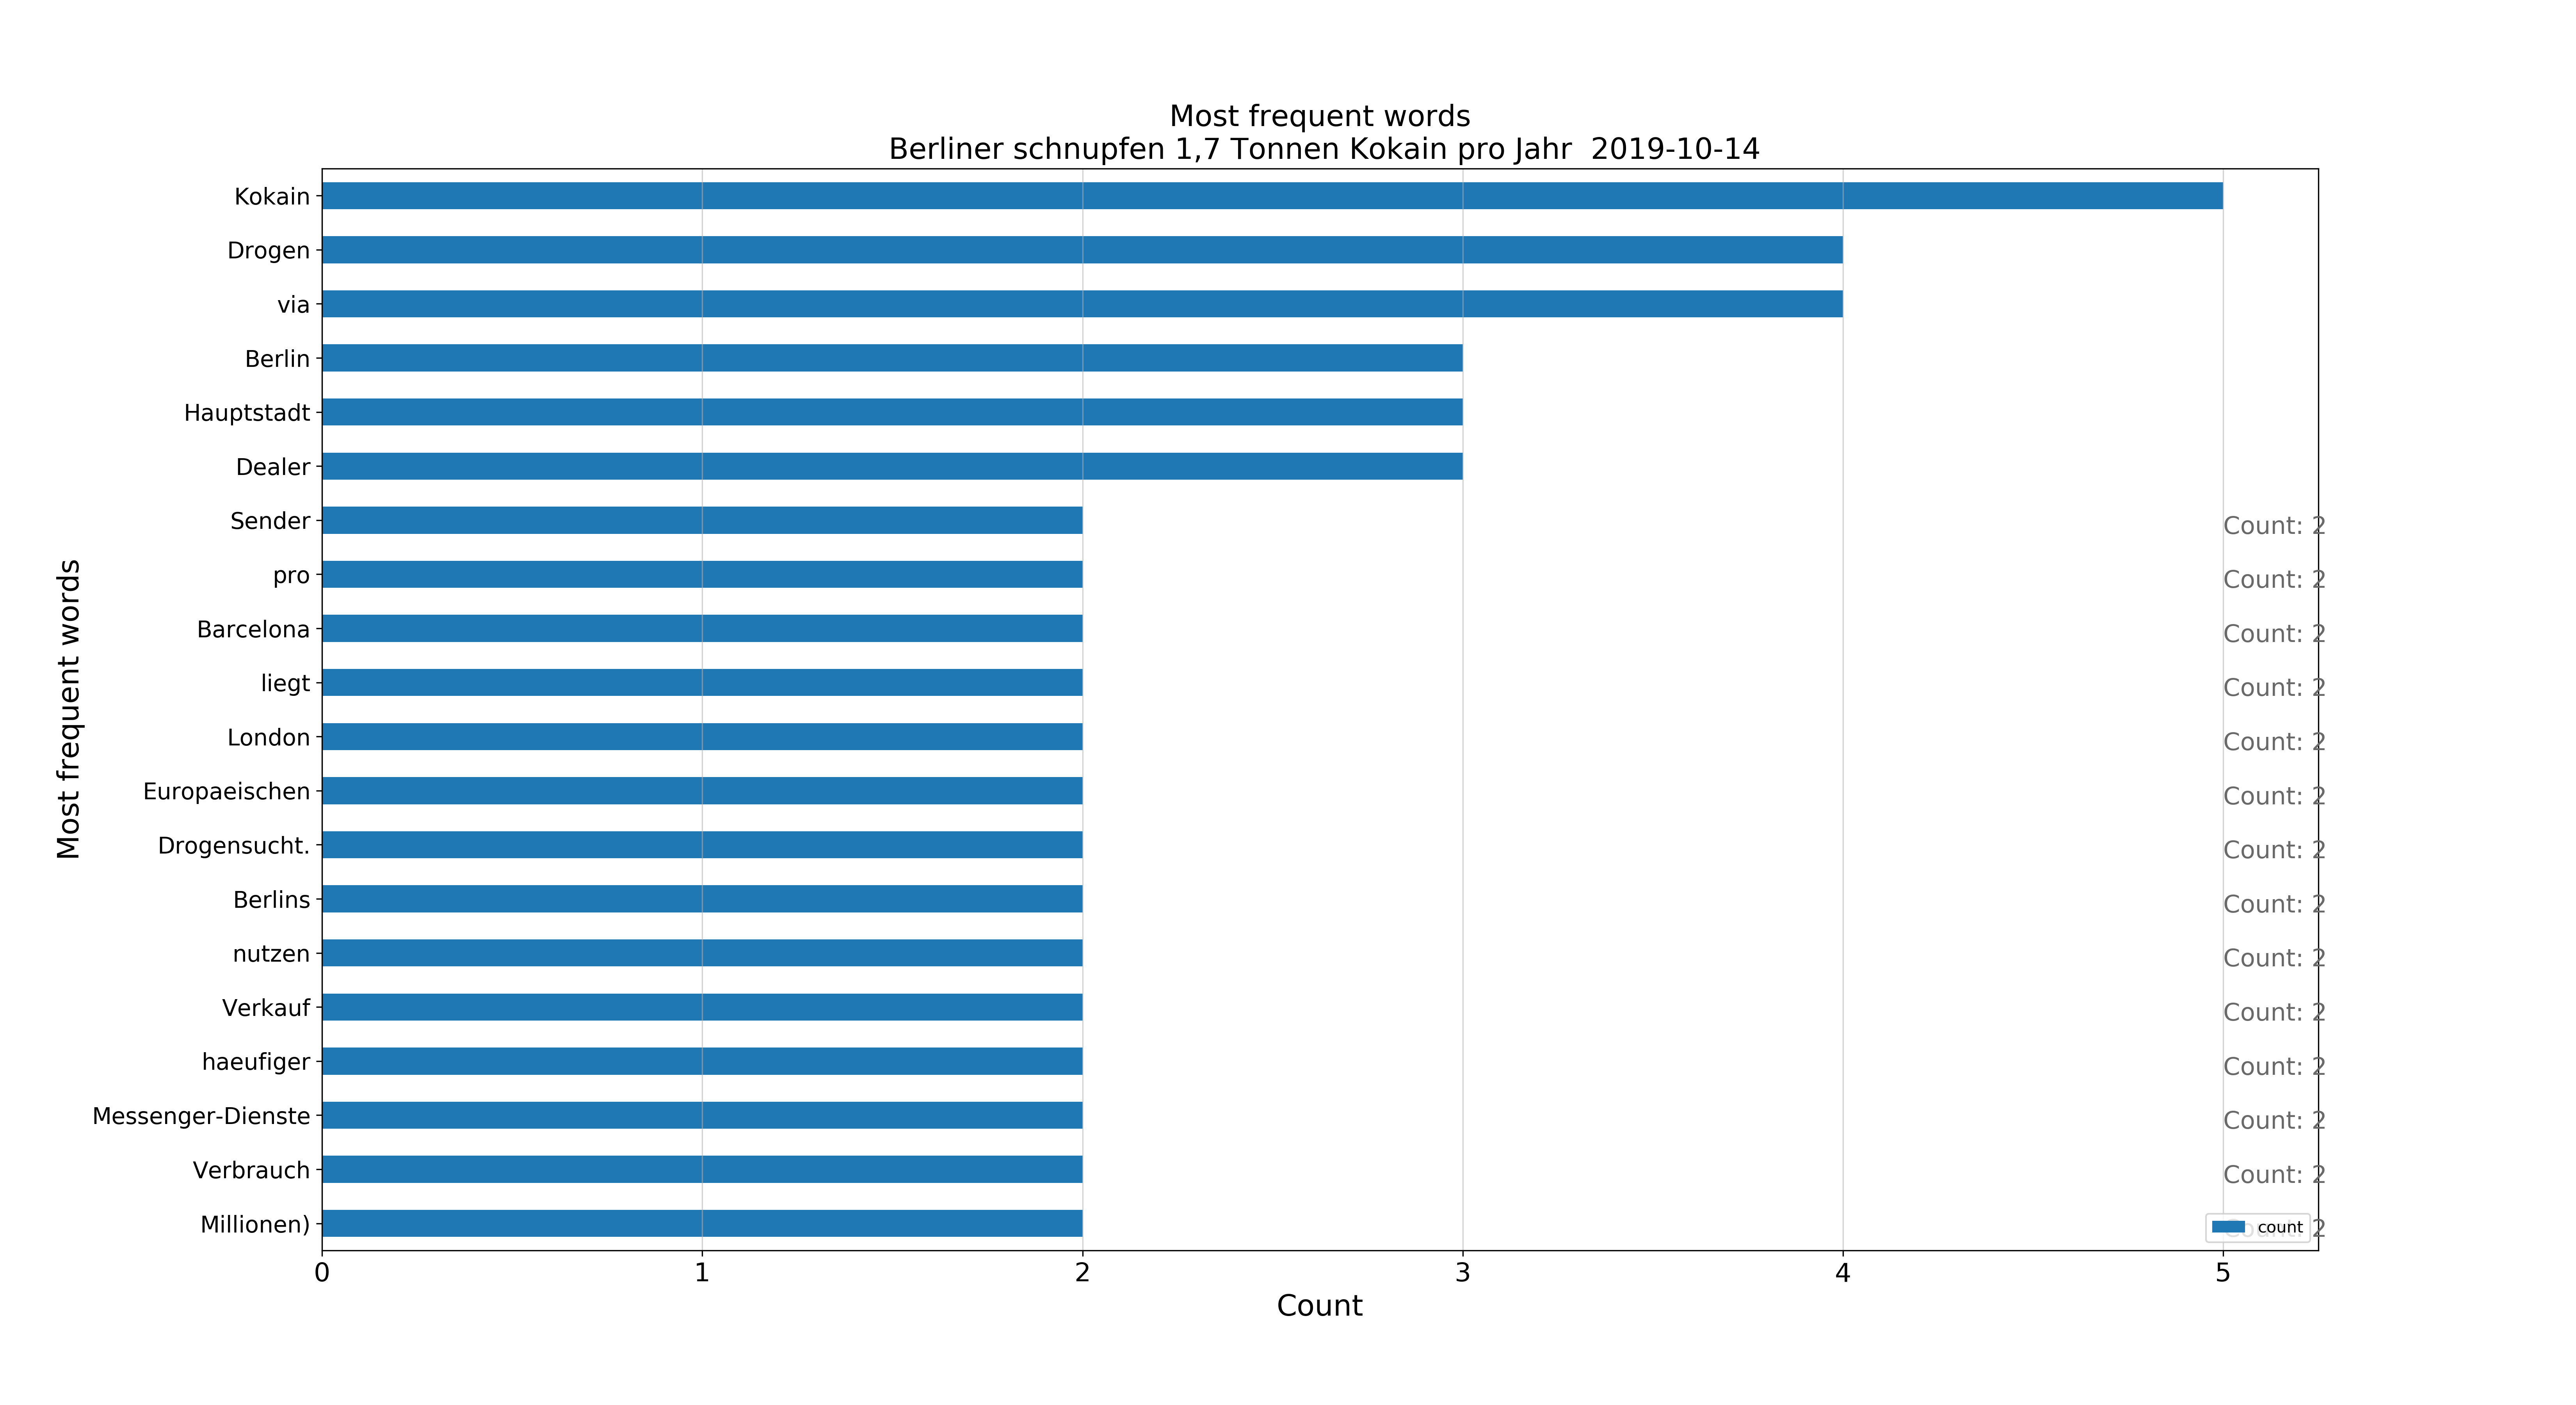 Most frequent words
Berliner schnupfen 1,7 Tonnen Kokain pro Jahr  2019-10-14
Most frequent words
Kokain
Drogen
via
Berlin
Hauptstadt
Dealer
Sender Count: 2
pro Count: 2
Barcelona Count: 2
liegt Count: 2
London Count: 2
Europaeischen Count: 2
Drogensucht. Count: 2
Berlins Count: 2
nutzen Count: 2
Verkauf Count: 2
haeufiger Count: 2
Messenger-Dienste Count: 2
Verbrauch Count: 2
Millionen) Count: 2
count
0 1 2 3 4 5
Count